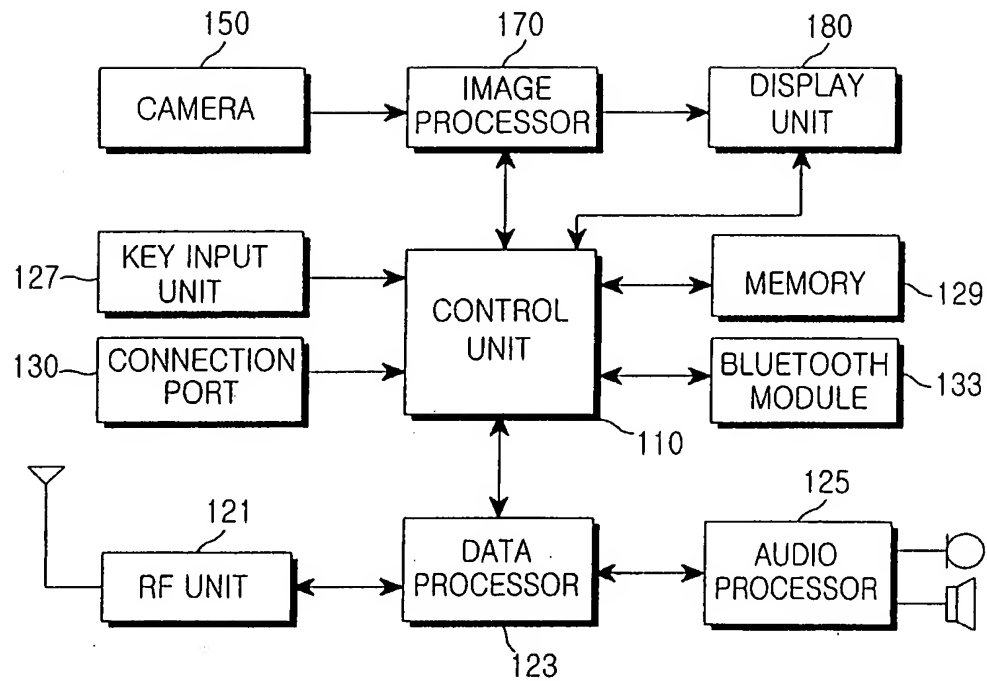 150
170
180
CAMERA
IMAGE
PROCESSOR
DISPLAY
UNIT
127
KEY INPUT
UNIT
CONTROL
UNIT
MEMORY
129
130
CONNECTION
PORT
BLUETOOTH
MODULE
133
110
121
125
RF UNIT
DATA
PROCESSOR
AUDIO
PROCESSOR
123